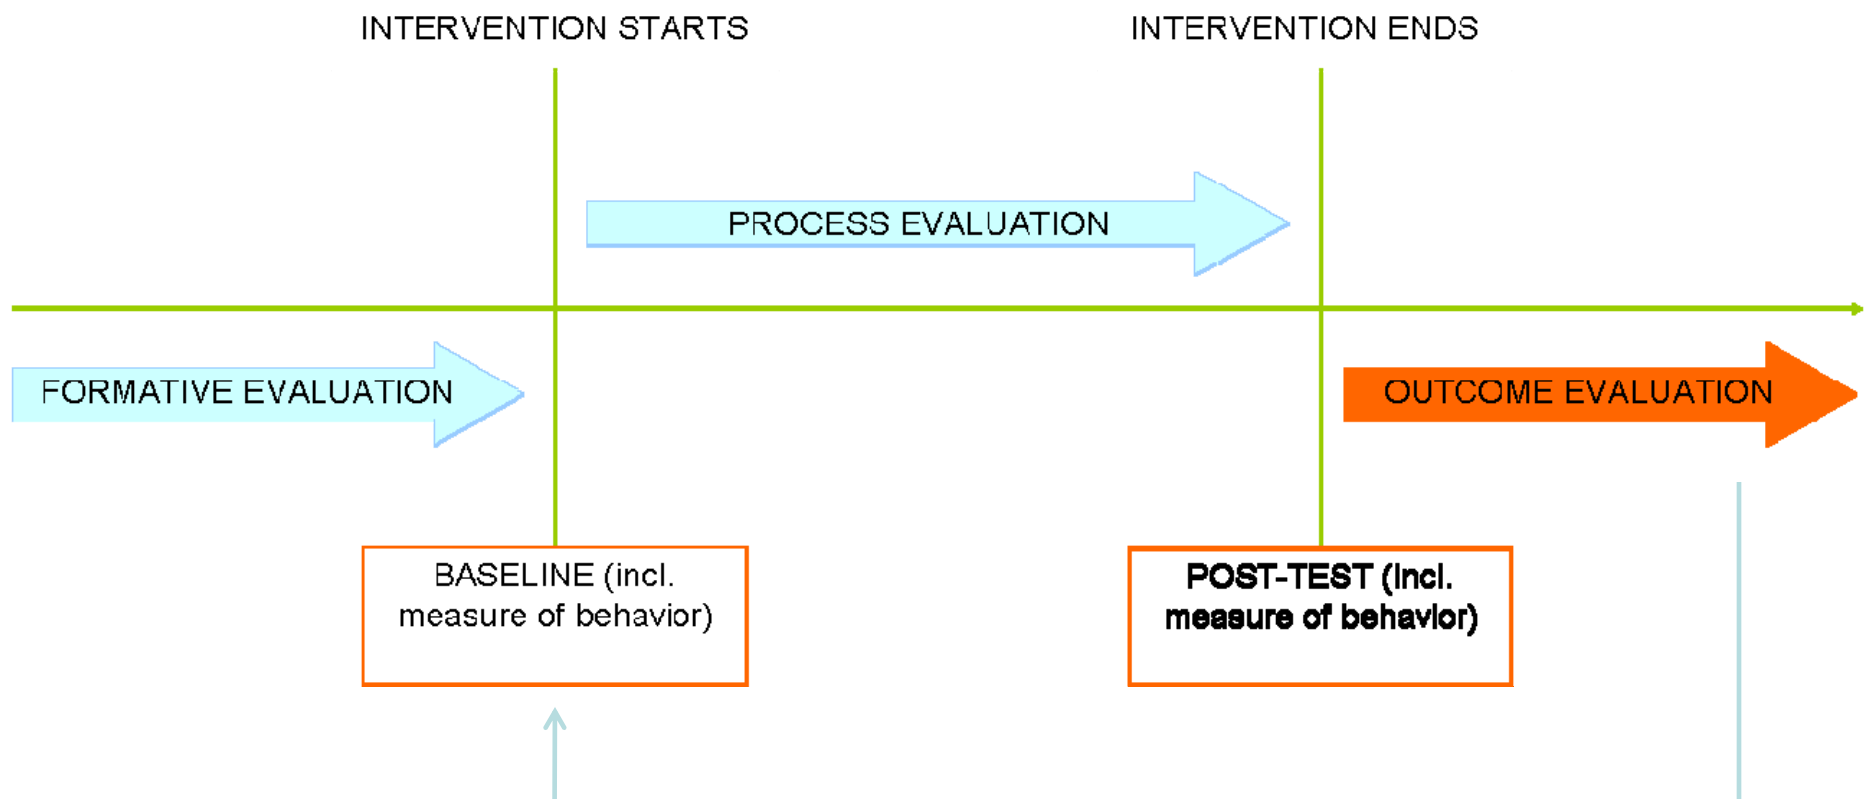 INTERVENTION STARTS
INTERVENTION ENDS
PROCESS EVALUATION
FORMATIVE EVALUATION
OUTCOME EVALUATION
BASELINE (incl.
measure of behavior)
POST-TEST (incl.
measure of behavior)